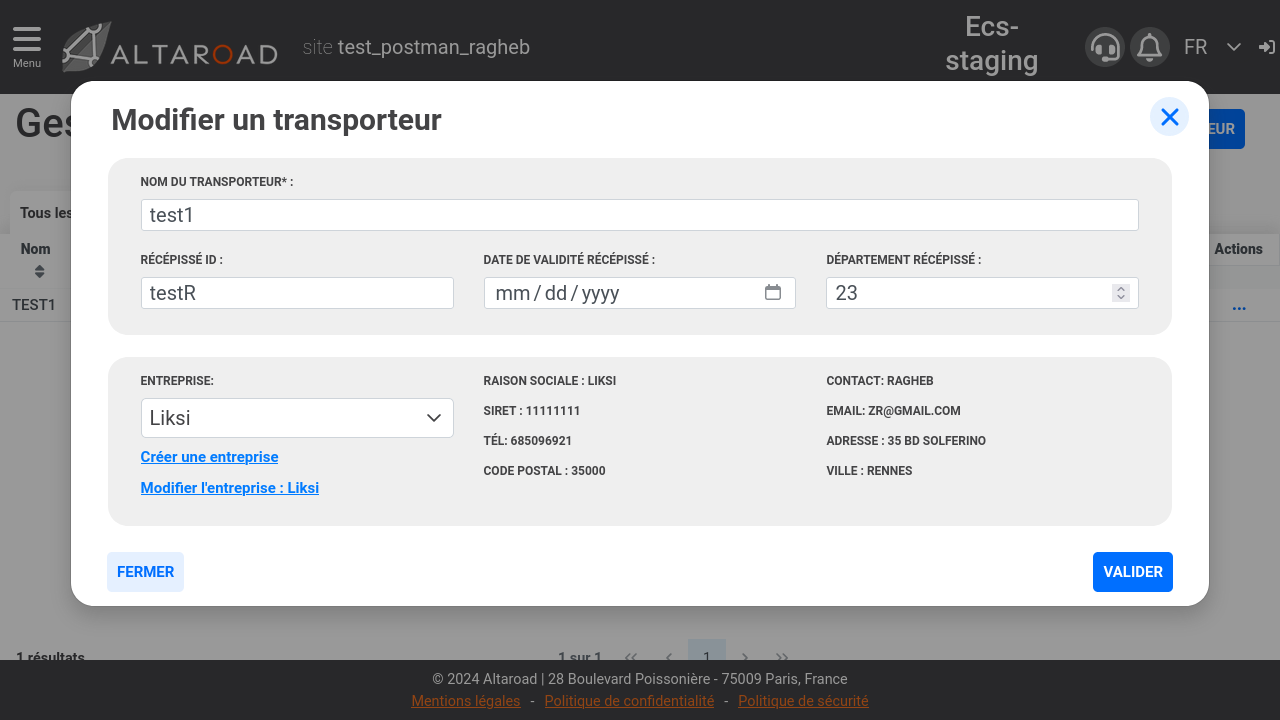 Menu
ALTAROAD
site test_postman_ragheb
Ecs-
staging
FR
Ges
EUR
Modifier un transporteur
NOM DU TRANSPORTEUR* :
test1
RÉCÉPISSÉ ID :
DATE DE VALIDITÉ RÉCÉPISSÉ :
DÉPARTEMENT RÉCÉPISSÉ :
testR
mm/dd/yyyy
23
Tous les
Nom
Actions
TEST1
...
ENTREPRISE:
Liksi
Créer une entreprise
Modifier l'entreprise : Liksi
RAISON SOCIALE : LIKSI
SIRET : 11111111
TÉL: 685096921
CODE POSTAL : 35000
CONTACT: RAGHEB
EMAIL: ZR@GMAIL.COM
ADRESSE : 35 BD SOLFERINO
VILLE : RENNES
FERMER
VALIDER
1 résultats
1 sur 1
1
© 2024 Altaroad | 28 Boulevard Poissonière - 75009 Paris, France
Mentions légales - Politique de confidentialité - Politique de sécurité